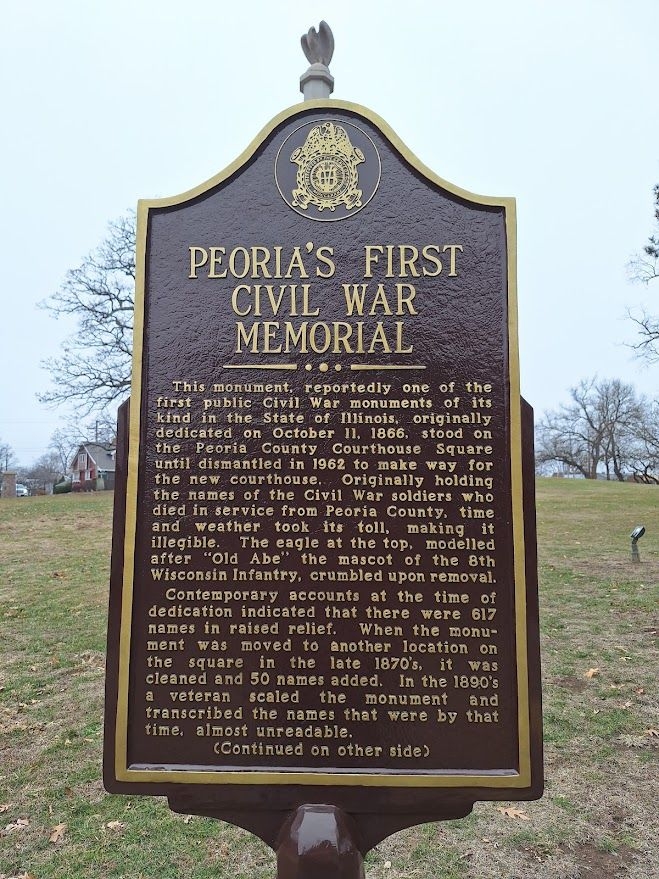 PEORIA'S FIRST
CIVIL WAR
MEMORIAL
This monument, reportedly one of the
first public Civil War monuments of its
kind in the State of Illinois, originally
dedicated on October 11, 1866, stood on
the Peoria County Courthouse Square
until dismantled in 1962 to make way for
the new courthouse. Originally holding
the names of the Civil War soldiers who
died in service from Peoria County, time
and weather took its toll, making it
illegible. The eagle at the top, modelled
after "Old Abe" the mascot of the 8th
Wisconsin Infantry, crumbled upon removal.
Contemporary accounts at the time of
dedication indicated that there were 617
names in raised relief. When the monu-
ment was moved to another location on
the square in the late 1870's, it was
cleaned and 50 names added. In the 1890's
a veteran scaled the monument and
transcribed the names that were by that
time, almost unreadable.
(Continued on other side)